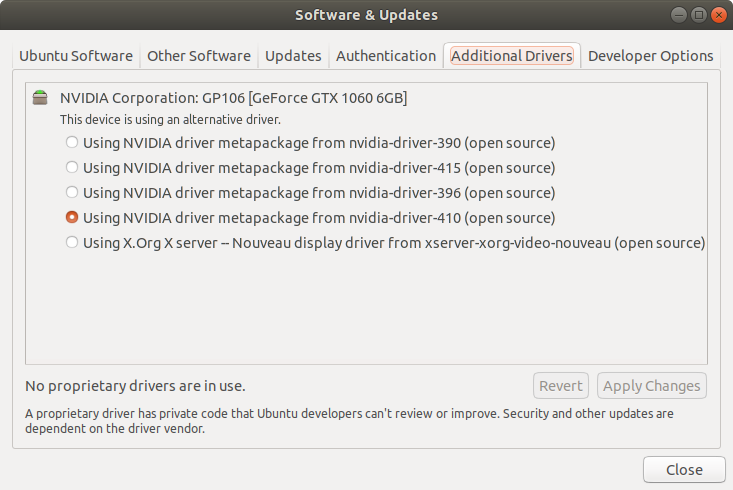 Software & Updates
Ubuntu Software
Other Software
Updates
Authentication
Additional Drivers
Developer Options
NVIDIA Corporation: GP106 [GeForce GTX 1060 6GB]
This device is using an alternative driver.
Using NVIDIA driver metapackage from nvidia-driver-390 (open source)
Using NVIDIA driver metapackage from nvidia-driver-415 (open source)
Using NVIDIA driver metapackage from nvidia-driver-396 (open source)
Using NVIDIA driver metapackage from nvidia-driver-410 (open source)
Using X.Org X server -- Nouveau display driver from xserver-xorg-video-nouveau (open source)
No proprietary drivers are in use.
Revert
Apply Changes
A proprietary driver has private code that Ubuntu developers can't review or improve. Security and other updates are
dependent on the driver vendor.
Close